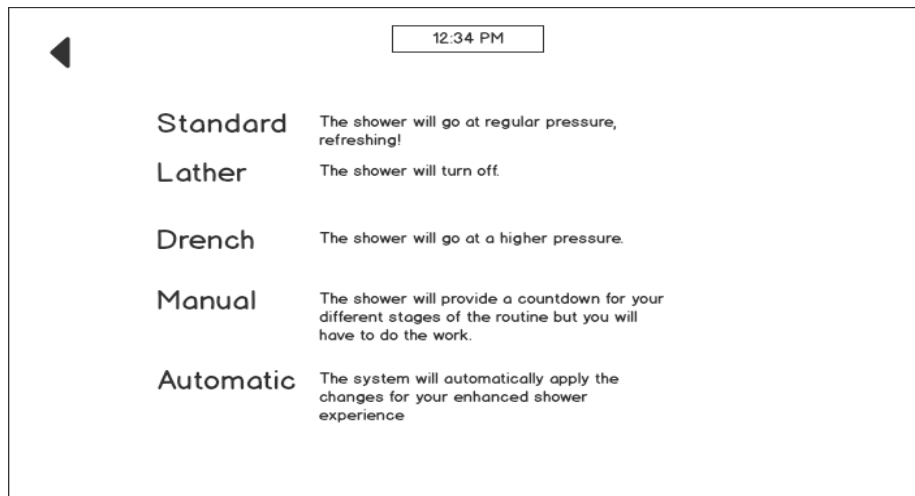 12:34 PM
Standard
The shower will go at regular pressure,
refreshing!
Lather
The shower will turn off.
Drench
The shower will go at a higher pressure.
Manual
The shower will provide a countdown for your
different stages of the routine but you will
have to do the work.
Automatic
The system will automatically apply the
changes for your enhanced shower
experience